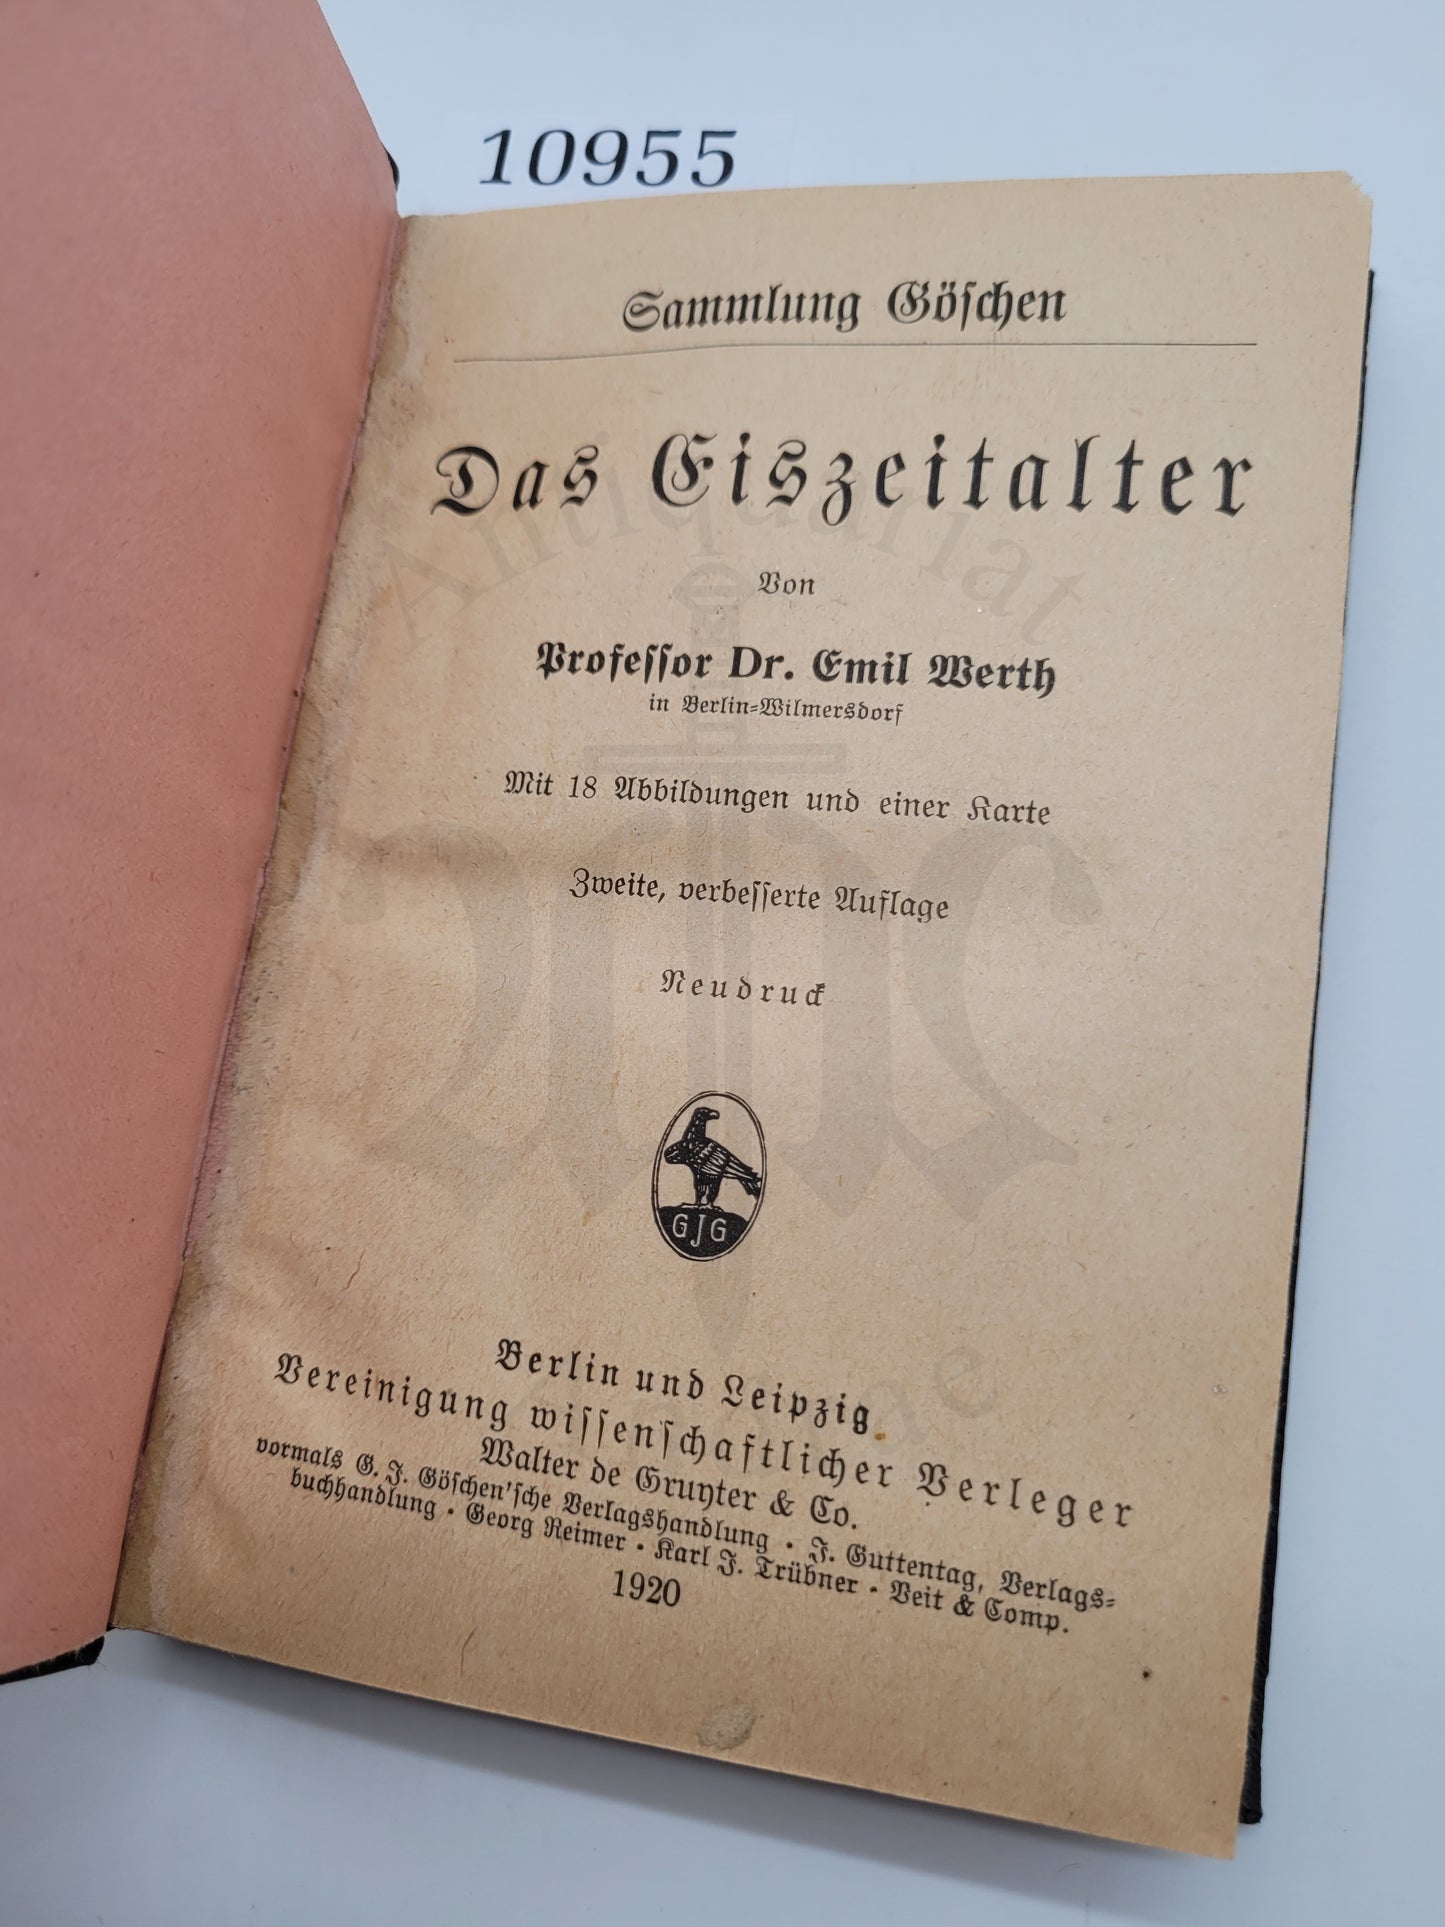 10955
Sammlung Göschen
Das Eiszeitalter
Von
Professor Dr. Emil Werth
in Berlin-Wilmersdorf
Mit 18 Abbildungen und einer Karte
Zweite, verbesserte Auflage
Neudruck
GJG
Berlin und Leipzig
Vereinigung wissenschaftlicher Verleger
Walter de Gruyter & Co.
vormals G. J. Göschen'sche Verlagshandlung · J. Guttentag, Verlags-
buchhandlung · Georg Reimer · Karl J. Trübner · Veit & Comp.
1920
Antiquariat